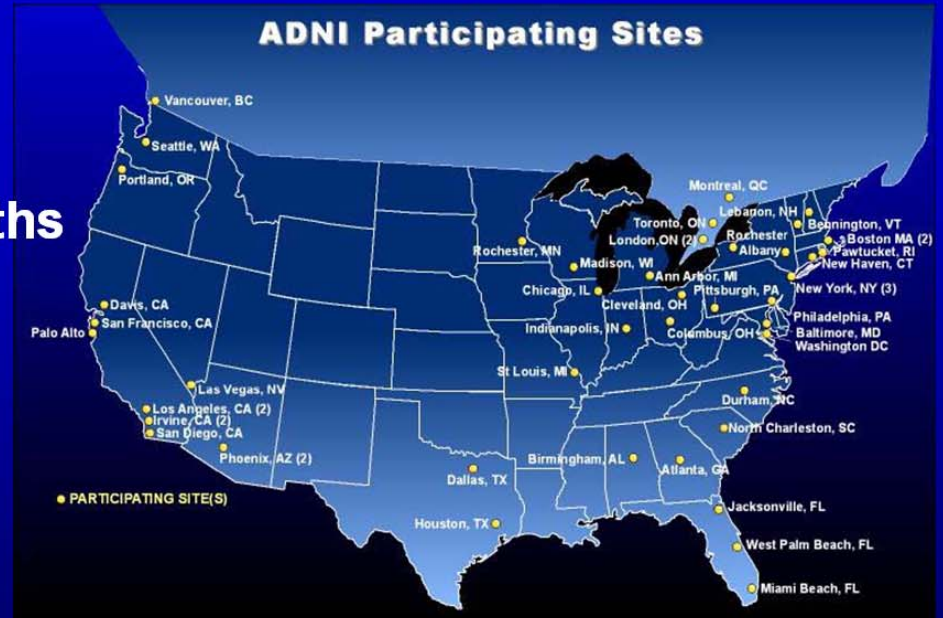 ADNI Participating Sites
Vancouver, BC
Seattle, WA
Portland, OR
ths
Montreal, QC
Lebanon, NH
Toronto, ON
Bennington, VT
Rochester
London,ON (2)
Boston MA (2)
Albany
Pawtucket, RI
New Haven, CT
Rochester, MN
Madison, WI
Ann Arbor, MI
Chicago, IL
Pittsburgh, PA
New York, NY (3)
Cleveland, OH
Davis, CA
San Francisco, CA
Palo Alto
Indianapolis, IN
Columbus, OH
Philadelphia, PA
Baltimore, MD
Washington DC
St Louis, MI
Las Vegas, NV
Durham, NC
Los Angeles, CA (2)
Irvine, CA (2)
San Diego, CA
North Charleston, SC
Phoenix, AZ (2)
Birmingham, AL
Atlanta, GA
Dallas, TX
PARTICIPATING SITE(S)
Jacksonville, FL
Houston, TX
West Palm Beach, FL
Miami Beach, FL